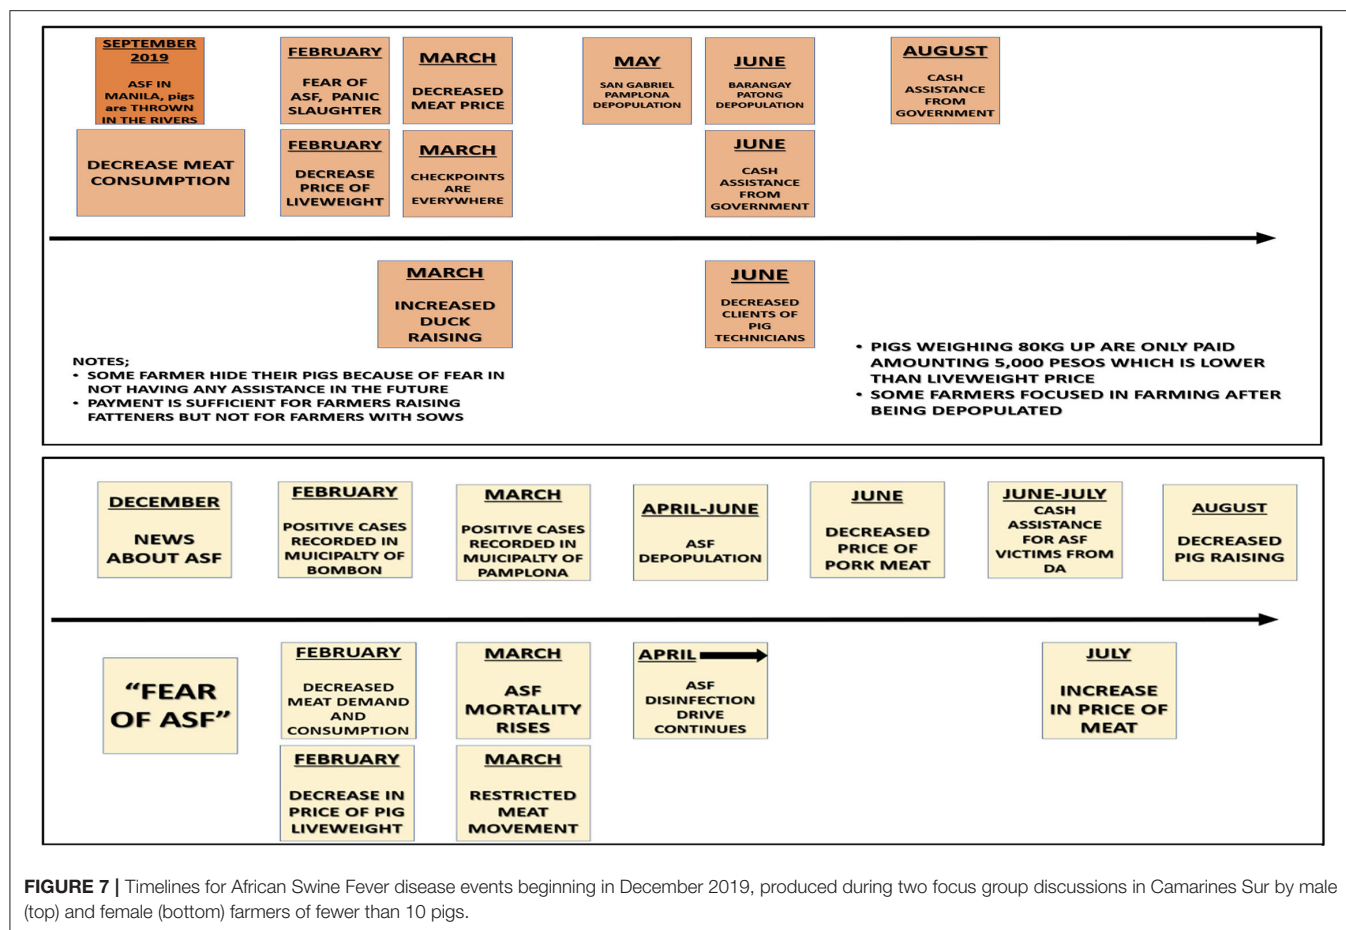 SEPTEMBER
2019
ASF IN
MANILA, pigs
are THROWN
IN THE RIVERS
DECREASE MEAT
CONSUMPTION
FEBRUARY
FEAR OF
ASF, PANIC
SLAUGHTER
FEBRUARY
DECREASE
PRICE OF
LIVEWEIGHT
MARCH
DECREASED
MEAT PRICE
MARCH
CHECKPOINTS
ARE
EVERYWHERE
MAY
SAN GABRIEL
PAMPLONA
DEPOPULATION
JUNE
BARANGAY
PATONG
DEPOPULATION
JUNE
CASH
ASSISTANCE
FROM
GOVERNMENT
AUGUST
CASH
ASSISTANCE
FROM
GOVERNMENT
MARCH
INCREASED
DUCK
RAISING
JUNE
DECREASED
CLIENTS OF
PIG
TECHNICIANS
NOTES;
• SOME FARMER HIDE THEIR PIGS BECAUSE OF FEAR IN
NOT HAVING ANY ASSISTANCE IN THE FUTURE
• PAYMENT IS SUFFICIENT FOR FARMERS RAISING
FATTENERS BUT NOT FOR FARMERS WITH SOWS
• PIGS WEIGHING 80KG UP ARE ONLY PAID
AMOUNTING 5,000 PESOS WHICH IS LOWER
THAN LIVEWEIGHT PRICE
• SOME FARMERS FOCUSED IN FARMING AFTER
BEING DEPOPULATED
DECEMBER
NEWS
ABOUT ASF
FEBRUARY
POSITIVE CASES
RECORDED IN
MUICIPALTY OF
BOMBON
MARCH
POSITIVE CASES
RECORDED IN
MUICIPALTY OF
PAMPLONA
APRIL-JUNE
ASF
DEPOPULATION
JUNE
DECREASED
PRICE OF
PORK MEAT
JUNE-JULY
CASH
ASSISTANCE
FOR ASF
VICTIMS FROM
DA
AUGUST
DECREASED
PIG RAISING
“FEAR
OF ASF”
FEBRUARY
DECREASED
MEAT DEMAND
AND
CONSUMPTION
FEBRUARY
DECREASE IN
PRICE OF PIG
LIVEWEIGHT
MARCH
ASF
MORTALITY
RISES
MARCH
RESTRICTED
MEAT
MOVEMENT
APRIL
ASF
DISINFECTION
DRIVE
CONTINUES
JULY
INCREASE
IN PRICE OF
MEAT
FIGURE 7 | Timelines for African Swine Fever disease events beginning in December 2019, produced during two focus group discussions in Camarines Sur by male
(top) and female (bottom) farmers of fewer than 10 pigs.